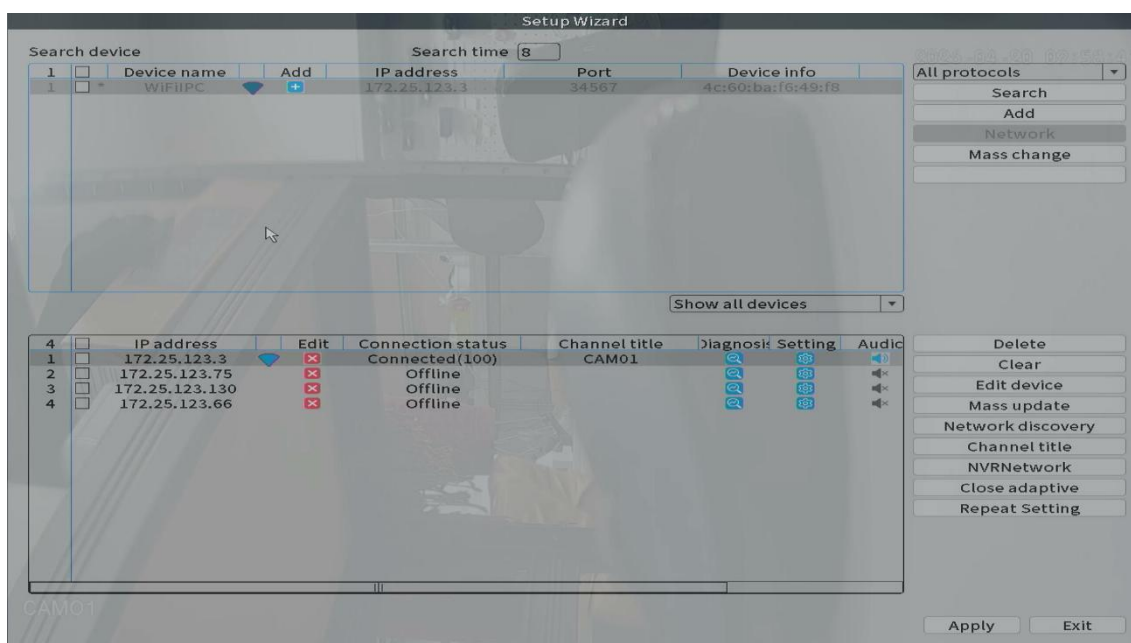 Setup Wizard
Search device Search time 8
1 Device name Add IP address Port Device info All protocols
1 * WiFiIPC 172.25.123.3 34567 4c:60:ba:f6:49:f8
Search
Add
Network
Mass change
Show all devices
4 IP address Edit Connection status Channel title Diagnosis Setting Audio
1 172.25.123.3 Connected(100) CAM01
2 172.25.123.75 Offline
3 172.25.123.130 Offline
4 172.25.123.66 Offline
Delete
Clear
Edit device
Mass update
Network discovery
Channel title
NVRNetwork
Close adaptive
Repeat Setting
CAM01
Apply Exit